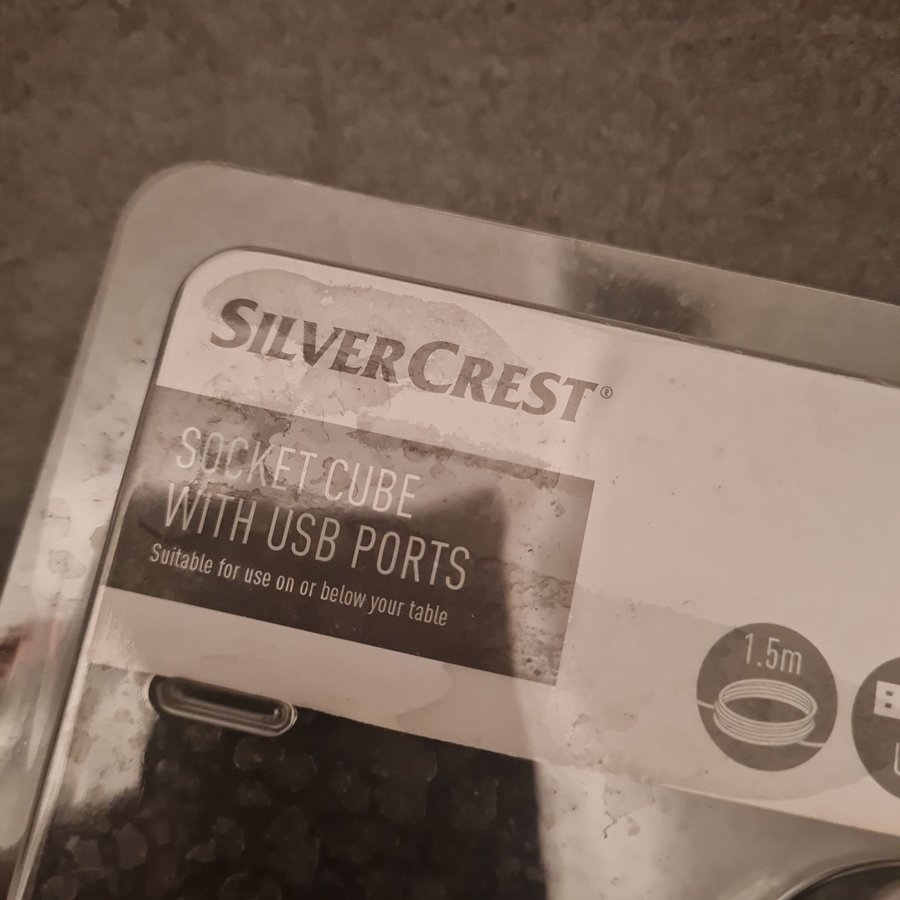 SILVERCREST®
SOCKET CUBE
WITH USB PORTS
Suitable for use on or below your table
1.5m